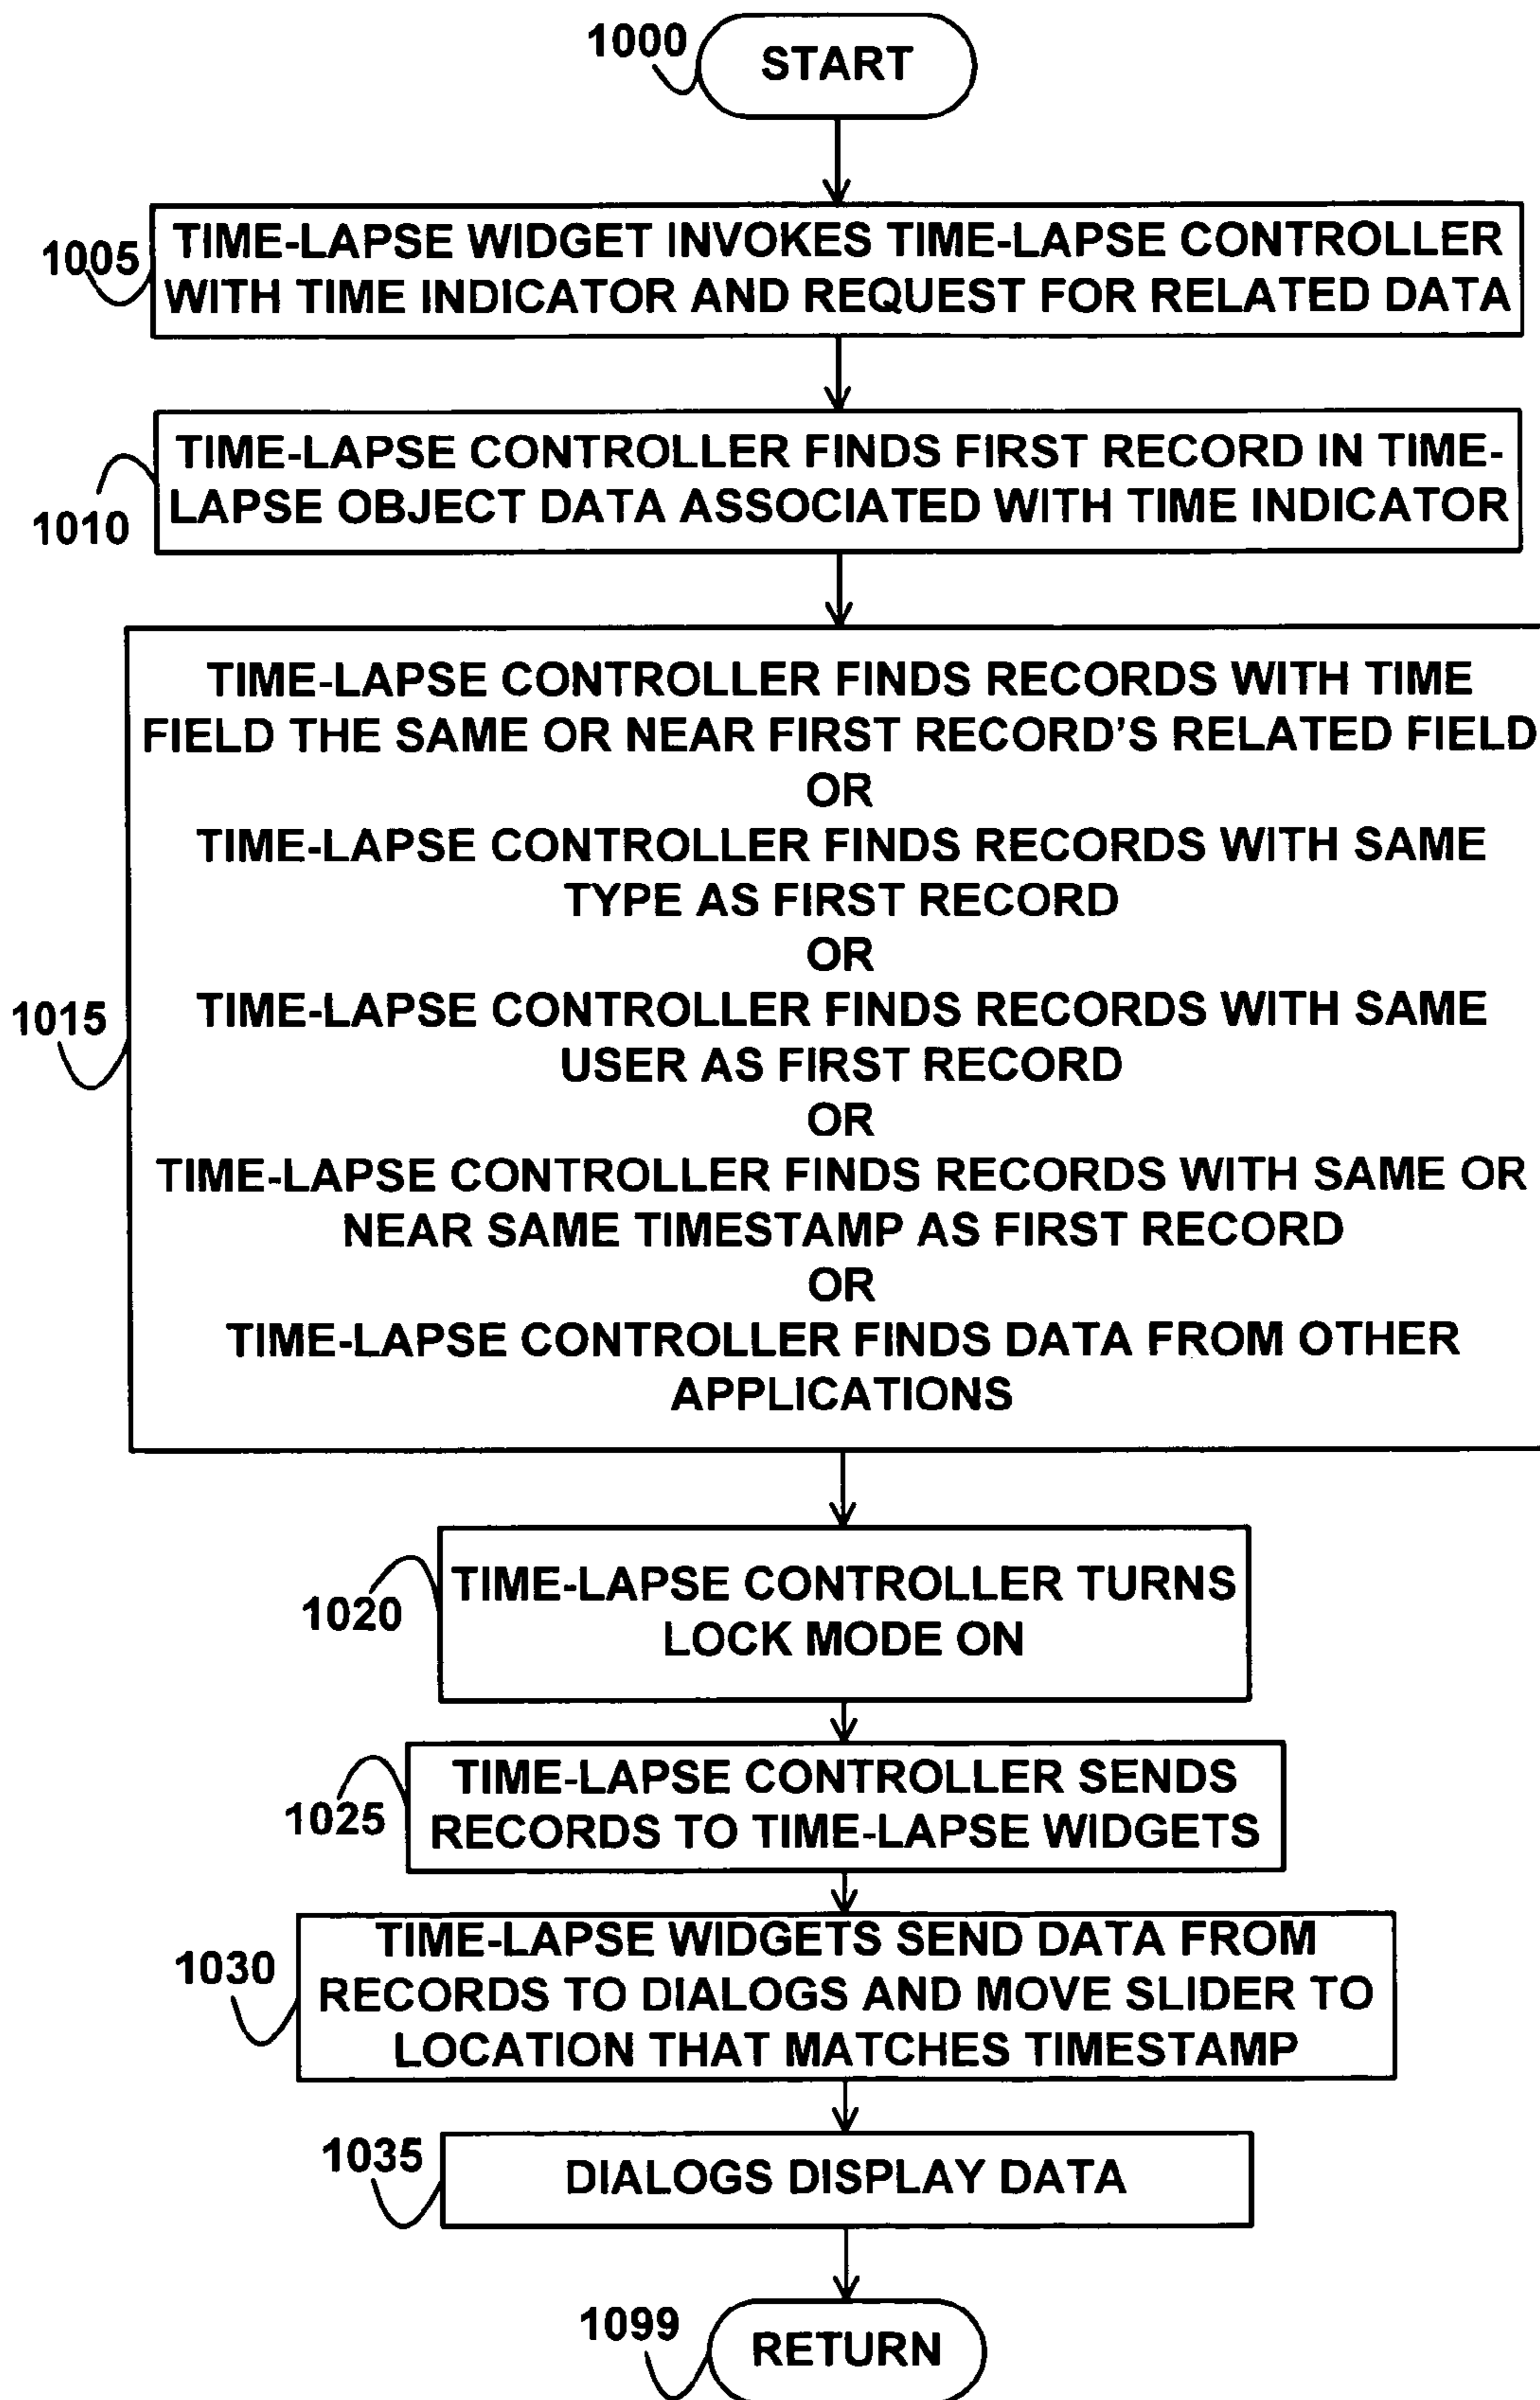 1000
START
1005
TIME-LAPSE WIDGET INVOKES TIME-LAPSE CONTROLLER
WITH TIME INDICATOR AND REQUEST FOR RELATED DATA
1010
TIME-LAPSE CONTROLLER FINDS FIRST RECORD IN TIME-
LAPSE OBJECT DATA ASSOCIATED WITH TIME INDICATOR
1015
TIME-LAPSE CONTROLLER FINDS RECORDS WITH TIME
FIELD THE SAME OR NEAR FIRST RECORD'S RELATED FIELD
OR
TIME-LAPSE CONTROLLER FINDS RECORDS WITH SAME
TYPE AS FIRST RECORD
OR
TIME-LAPSE CONTROLLER FINDS RECORDS WITH SAME
USER AS FIRST RECORD
OR
TIME-LAPSE CONTROLLER FINDS RECORDS WITH SAME OR
NEAR SAME TIMESTAMP AS FIRST RECORD
OR
TIME-LAPSE CONTROLLER FINDS DATA FROM OTHER
APPLICATIONS
1020
TIME-LAPSE CONTROLLER TURNS
LOCK MODE ON
1025
TIME-LAPSE CONTROLLER SENDS
RECORDS TO TIME-LAPSE WIDGETS
1030
TIME-LAPSE WIDGETS SEND DATA FROM
RECORDS TO DIALOGS AND MOVE SLIDER TO
LOCATION THAT MATCHES TIMESTAMP
1035
DIALOGS DISPLAY DATA
1099
RETURN